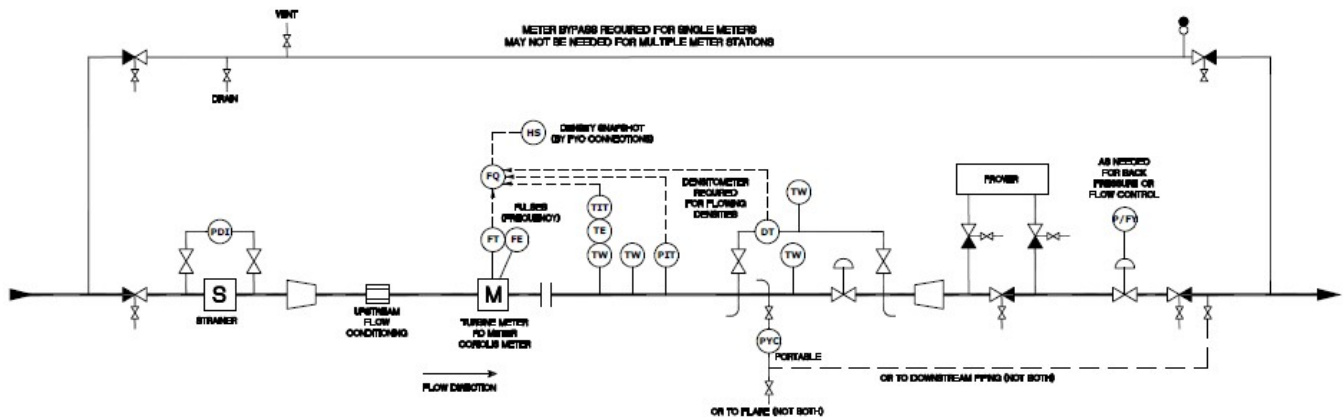 VENT
METER BYPASS REQUIRED FOR SINGLE METERS
MAY NOT BE NEEDED FOR MULTIPLE METER STATIONS
DRAIN
HS
DENSITY SNAPSHOT
(BY PYC CONNECTIONS)
FQ
PULSES
(FREQUENCY)
FT
FE
TIT
TE
TW
TW
PIT
DENSITOMETER
REQUIRED
FOR FLOWING
DENSITIES
TW
DT
TW
PROVER
AS NEEDED
FOR BACK
PRESSURE OR
FLOW CONTROL
P/FY
PDI
S
STRAINER
UPSTREAM
FLOW
CONDITIONING
M
TURBINE METER
PD METER
CORIOLIS METER
FLOW DIRECTION
PYC
PORTABLE
OR TO DOWNSTREAM PIPING (NOT BOTH)
OR TO FLARE (NOT BOTH)